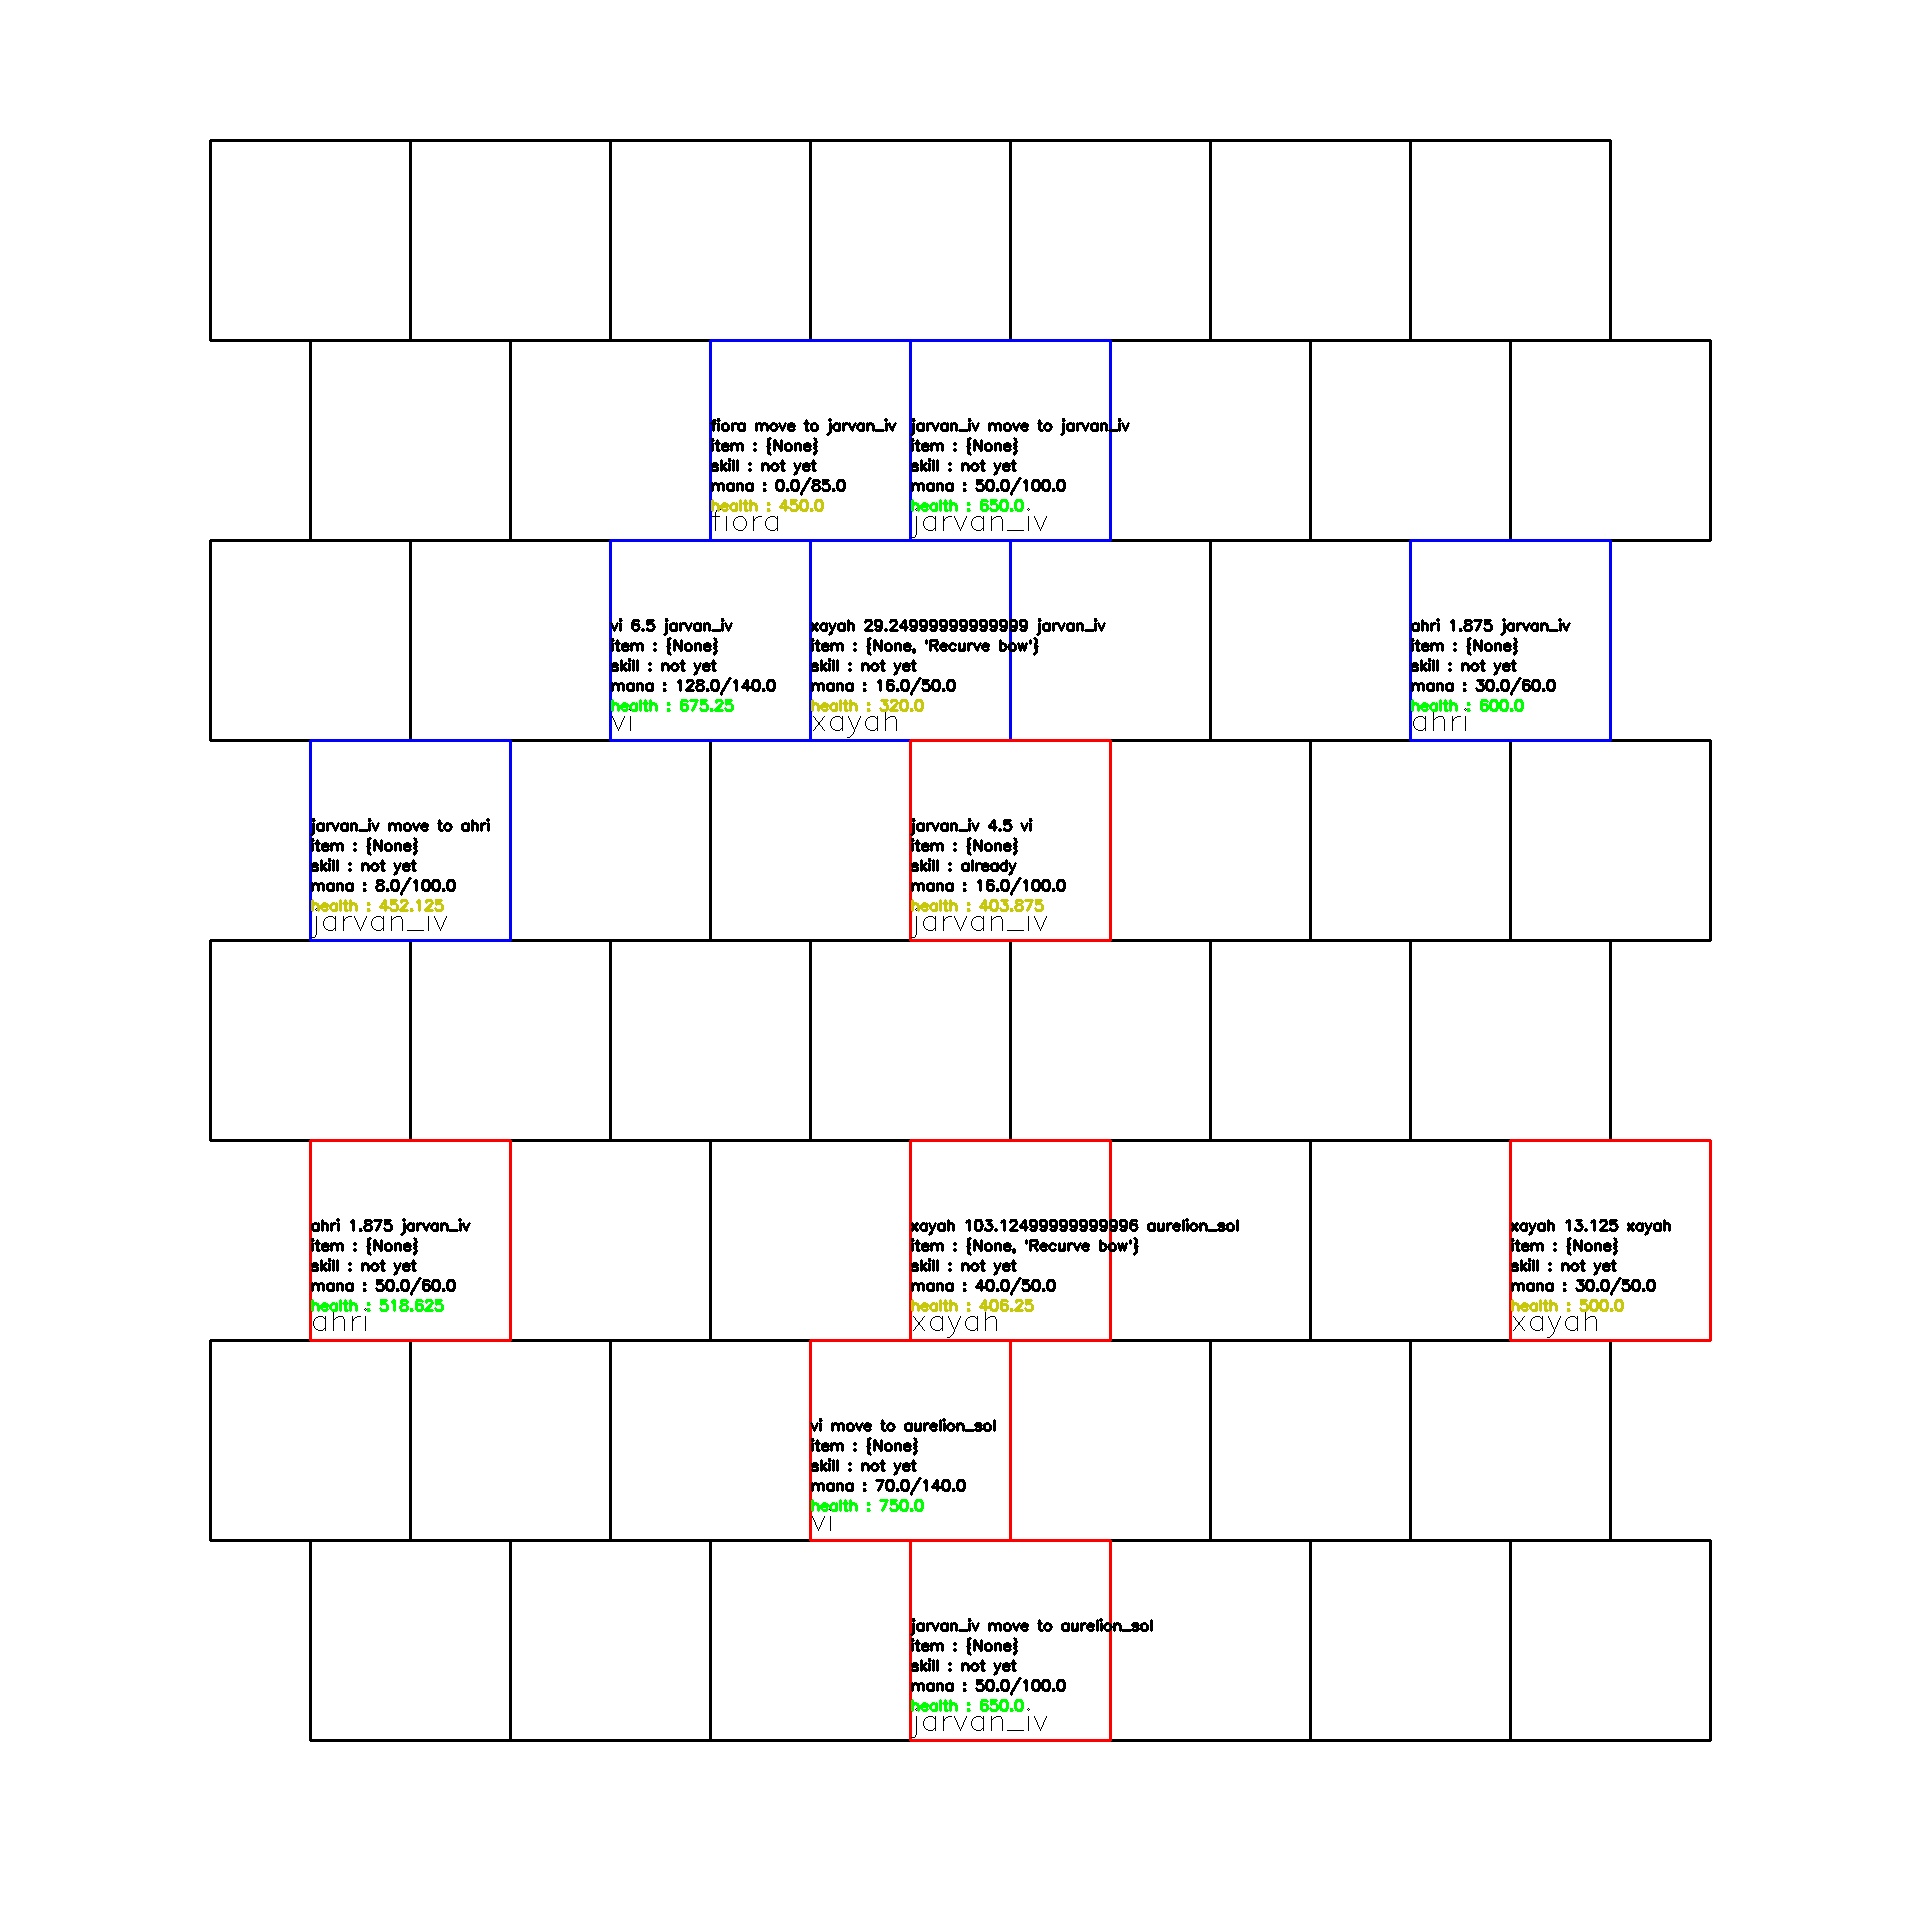 fiora move to jarvan_iv
item : {None}
skill : not yet
mana : 0.0/85.0
health : 450.0
fiora
jarvan_iv move to jarvan_iv
item : {None}
skill : not yet
mana : 50.0/100.0
health : 650.0
jarvan_iv
vi 6.5 jarvan_iv
item : {None}
skill : not yet
mana : 128.0/140.0
health : 675.25
vi
xayah 29.24999999999999 jarvan_iv
item : {None, 'Recurve bow'}
skill : not yet
mana : 16.0/50.0
health : 320.0
xayah
ahri 1.875 jarvan_iv
item : {None}
skill : not yet
mana : 30.0/60.0
health : 600.0
ahri
jarvan_iv move to ahri
item : {None}
skill : not yet
mana : 8.0/100.0
health : 452.125
jarvan_iv
jarvan_iv 4.5 vi
item : {None}
skill : already
mana : 16.0/100.0
health : 403.875
jarvan_iv
ahri 1.875 jarvan_iv
item : {None}
skill : not yet
mana : 50.0/60.0
health : 518.625
ahri
xayah 103.12499999999996 aurelion_sol
item : {None, 'Recurve bow'}
skill : not yet
mana : 40.0/50.0
health : 406.25
xayah
xayah 13.125 xayah
item : {None}
skill : not yet
mana : 30.0/50.0
health : 500.0
xayah
vi move to aurelion_sol
item : {None}
skill : not yet
mana : 70.0/140.0
health : 750.0
vi
jarvan_iv move to aurelion_sol
item : {None}
skill : not yet
mana : 50.0/100.0
health : 650.0
jarvan_iv